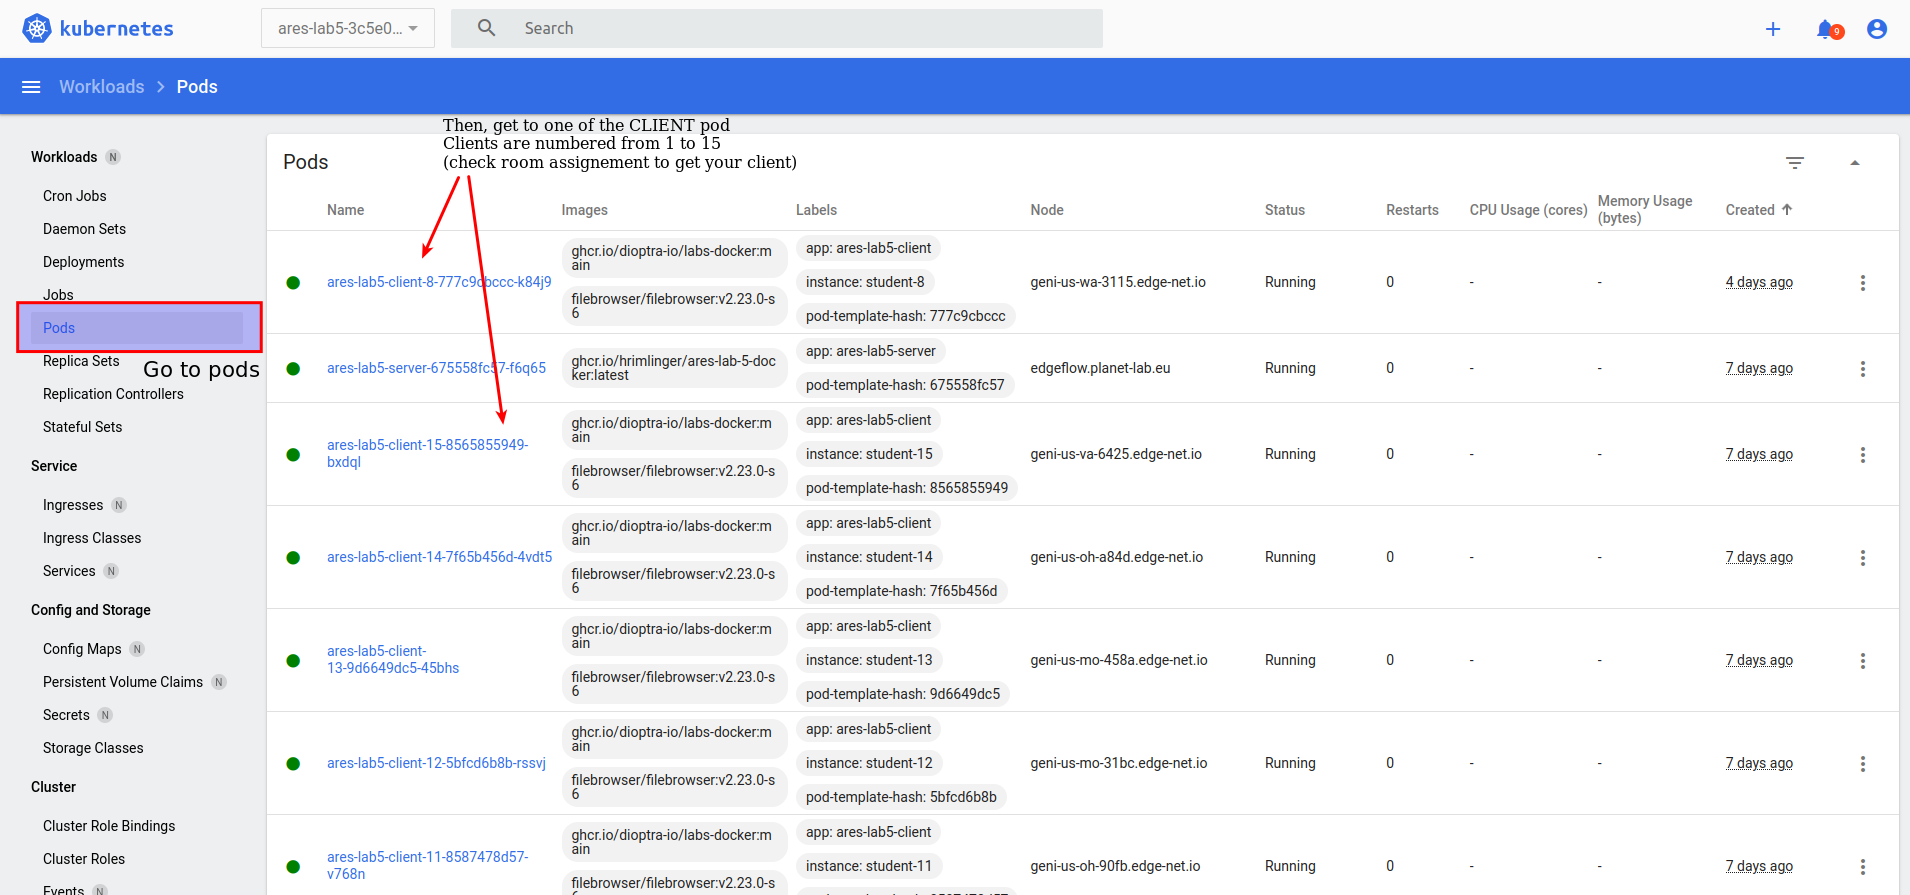 kubernetes
ares-lab5-3c5e0...
Search
9
Workloads
Pods
Then, get to one of the CLIENT pod
Clients are numbered from 1 to 15
(check room assignement to get your client)
Workloads N
Cron Jobs
Daemon Sets
Deployments
Jobs
Pods
Replica Sets
Go to pods
Replication Controllers
Stateful Sets
Service
Ingresses N
Ingress Classes
Services N
Config and Storage
Config Maps N
Persistent Volume Claims N
Secrets N
Storage Classes
Cluster
Cluster Role Bindings
Cluster Roles
Events N
Pods
Name
Images
Labels
Node
Status
Restarts
CPU Usage (cores)
Memory Usage
(bytes)
Created
ares-lab5-client-8-777c9cbccc-k84j9
ghcr.io/dioptra-io/labs-docker:m
ain
filebrowser/filebrowser:v2.23.0-s
6
app: ares-lab5-client
instance: student-8
pod-template-hash: 777c9cbccc
geni-us-wa-3115.edge-net.io
Running
0
-
-
4 days ago
ares-lab5-server-675558fc57-f6q65
ghcr.io/hrimlinger/ares-lab-5-doc
ker:latest
app: ares-lab5-server
pod-template-hash: 675558fc57
edgeflow.planet-lab.eu
Running
0
-
-
7 days ago
ares-lab5-client-15-8565855949-
bxdql
ghcr.io/dioptra-io/labs-docker:m
ain
filebrowser/filebrowser:v2.23.0-s
6
app: ares-lab5-client
instance: student-15
pod-template-hash: 8565855949
geni-us-va-6425.edge-net.io
Running
0
-
-
7 days ago
ares-lab5-client-14-7f65b456d-4vdt5
ghcr.io/dioptra-io/labs-docker:m
ain
filebrowser/filebrowser:v2.23.0-s
6
app: ares-lab5-client
instance: student-14
pod-template-hash: 7f65b456d
geni-us-oh-a84d.edge-net.io
Running
0
-
-
7 days ago
ares-lab5-client-
13-9d6649dc5-45bhs
ghcr.io/dioptra-io/labs-docker:m
ain
filebrowser/filebrowser:v2.23.0-s
6
app: ares-lab5-client
instance: student-13
pod-template-hash: 9d6649dc5
geni-us-mo-458a.edge-net.io
Running
0
-
-
7 days ago
ares-lab5-client-12-5bfcd6b8b-rssvj
ghcr.io/dioptra-io/labs-docker:m
ain
filebrowser/filebrowser:v2.23.0-s
6
app: ares-lab5-client
instance: student-12
pod-template-hash: 5bfcd6b8b
geni-us-mo-31bc.edge-net.io
Running
0
-
-
7 days ago
ares-lab5-client-11-8587478d57-
v768n
ghcr.io/dioptra-io/labs-docker:m
ain
filebrowser/filebrowser:v2.23.0-s
app: ares-lab5-client
instance: student-11
geni-us-oh-90fb.edge-net.io
Running
0
-
-
7 days ago